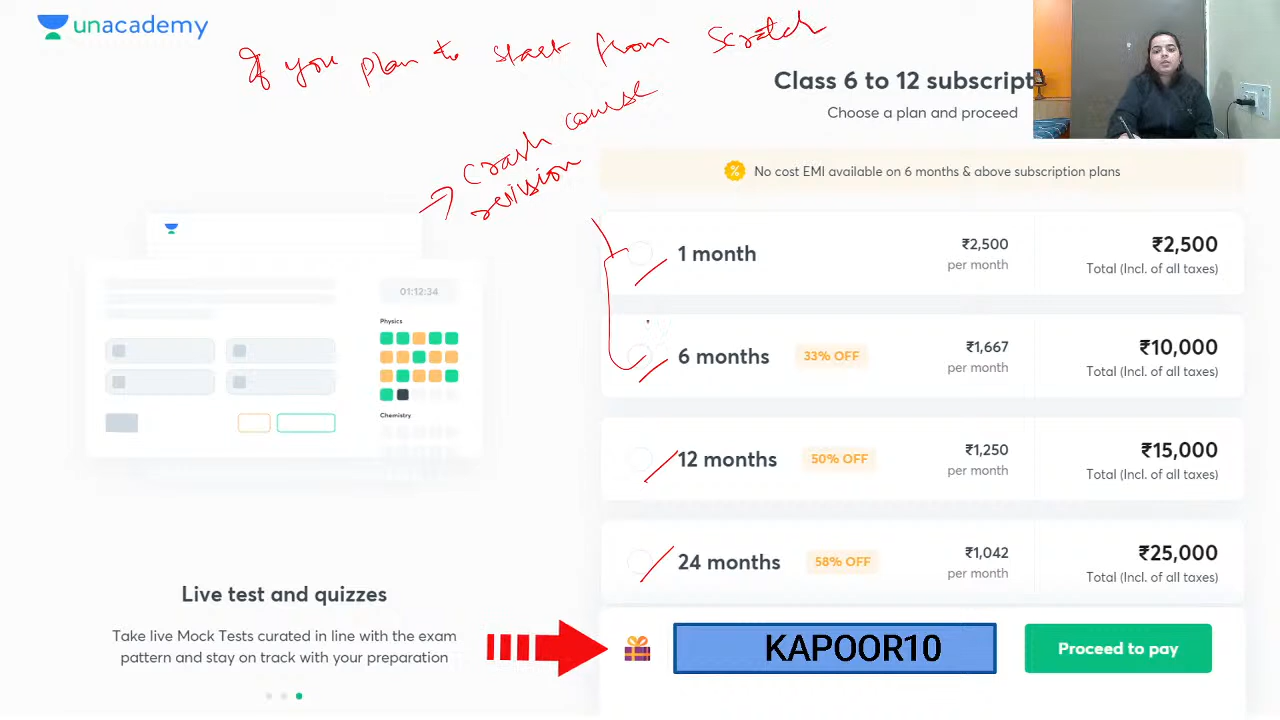 unacademy
If you plan to start from Scratch
→ Crash course
revision
Class 6 to 12 subscript
Choose a plan and proceed
No cost EMI available on 6 months & above subscription plans
1 month ₹2,500 per month ₹2,500 Total (Incl. of all taxes)
6 months 33% OFF ₹1,667 per month ₹10,000 Total (Incl. of all taxes)
12 months 50% OFF ₹1,250 per month ₹15,000 Total (Incl. of all taxes)
24 months 58% OFF ₹1,042 per month ₹25,000 Total (Incl. of all taxes)
01:12:34
Physics
Chemistry
Live test and quizzes
Take live Mock Tests curated in line with the exam
pattern and stay on track with your preparation
KAPOOR10
Proceed to pay